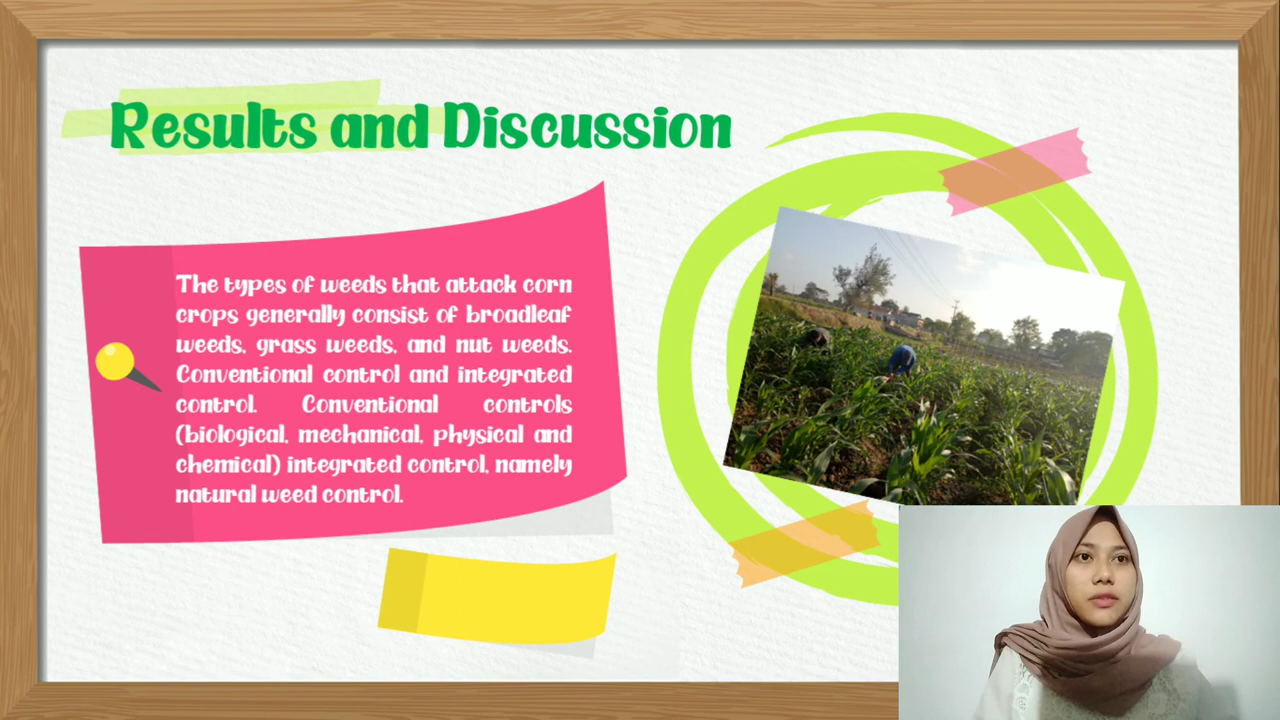 Results and Discussion
The types of weeds that attack corn
crops generally consist of broadleaf
weeds, grass weeds, and nut weeds.
Conventional control and integrated
control. Conventional controls
(biological, mechanical, physical and
chemical) integrated control, namely
natural weed control.